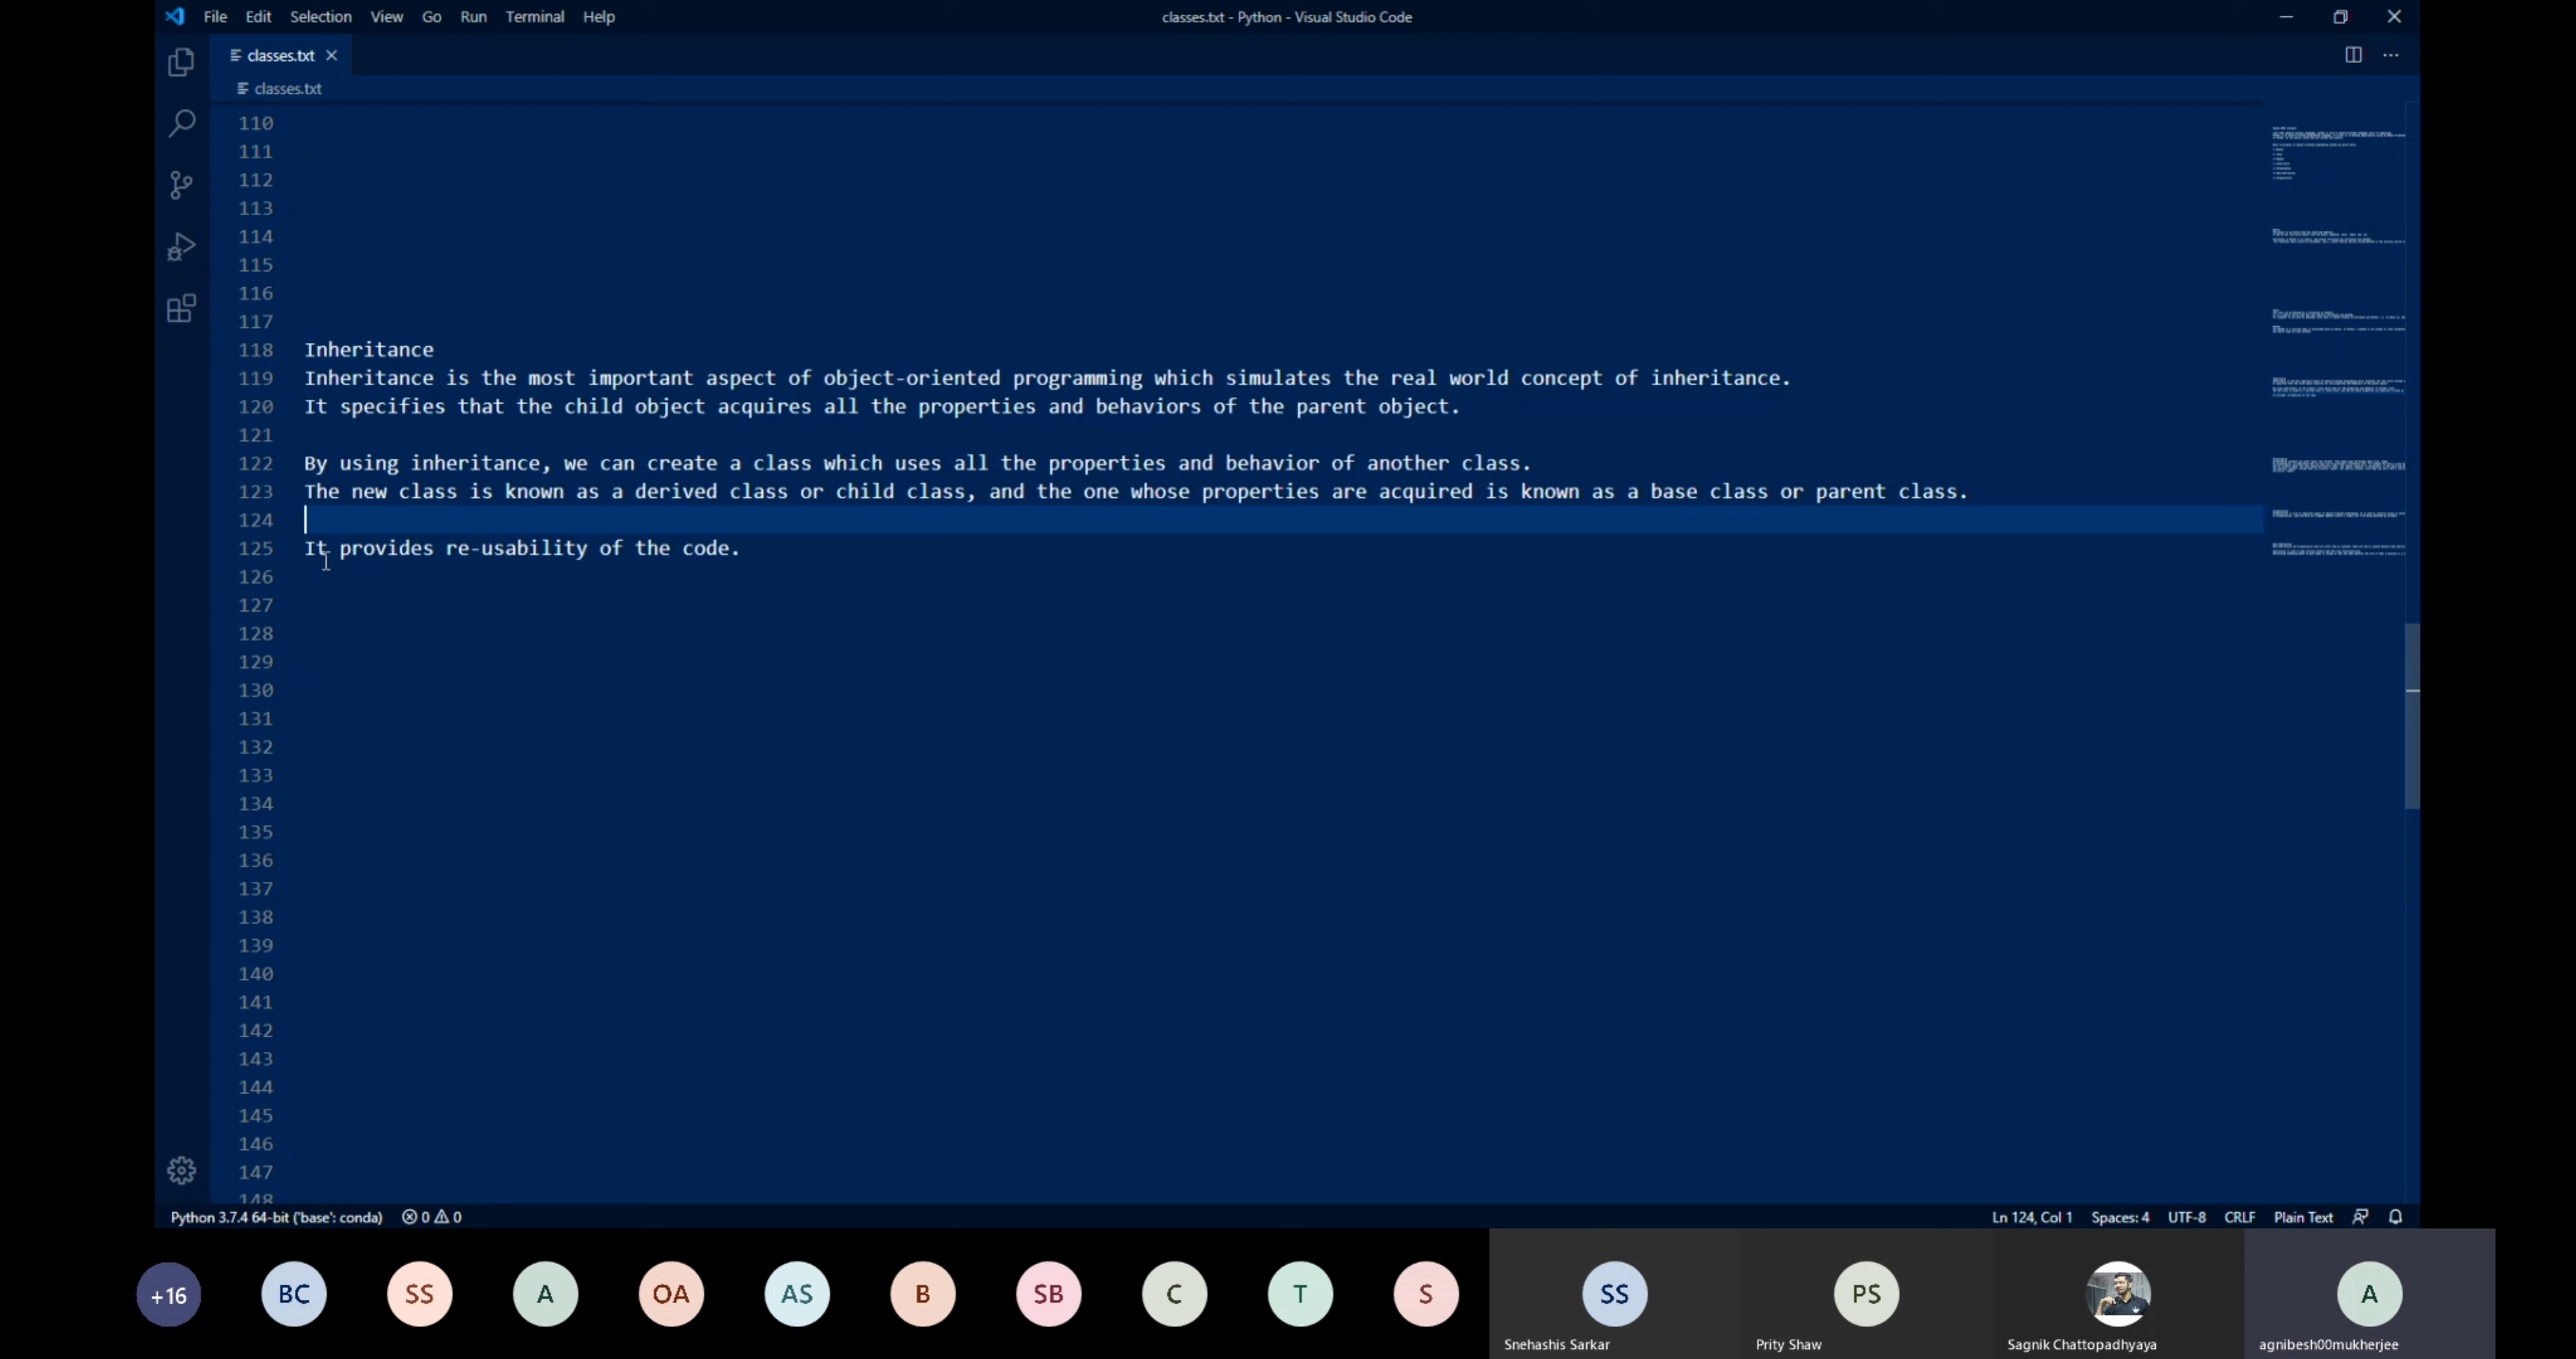 File Edit Selection View Go Run Terminal Help
classes.txt - Python - Visual Studio Code
classes.txt
classes.txt
110
111
112
113
114
115
116
117
118 Inheritance
119 Inheritance is the most important aspect of object-oriented programming which simulates the real world concept of inheritance.
120 It specifies that the child object acquires all the properties and behaviors of the parent object.
121
122 By using inheritance, we can create a class which uses all the properties and behavior of another class.
123 The new class is known as a derived class or child class, and the one whose properties are acquired is known as a base class or parent class.
124
125 It provides re-usability of the code.
126
127
128
129
130
131
132
133
134
135
136
137
138
139
140
141
142
143
144
145
146
147
148
Python 3.7.4 64-bit ('base': conda) 0 0 Ln 124, Col 1 Spaces: 4 UTF-8 CRLF Plain Text
+16 BC SS A OA AS B SB C T S SS PS A
Snehashis Sarkar Prity Shaw Sagnik Chattopadhyaya agnibesh00mukherjee